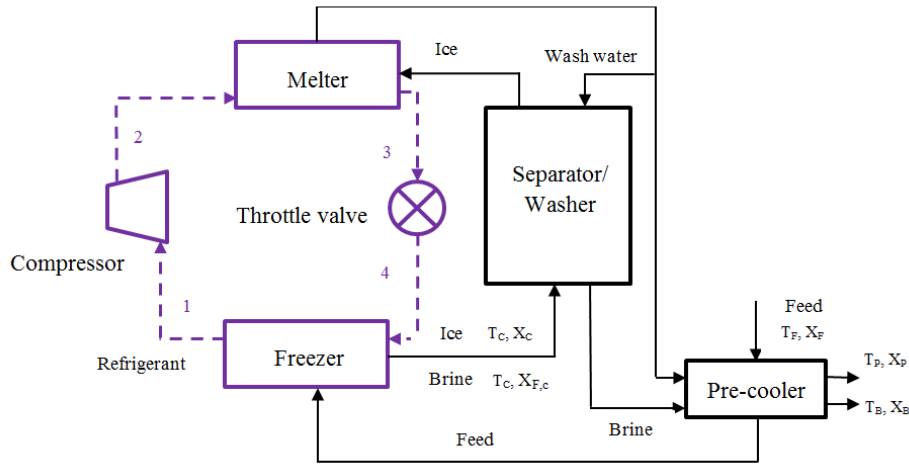 Ice
Wash water
Melter
2
3
Separator/
Washer
Throttle valve
Compressor
4
1
Feed
T_F, X_F
Ice T_C, X_C
Refrigerant
Freezer
T_P, X_P
Pre-cooler
Brine T_C, X_F,c
T_B, X_B
Feed
Brine